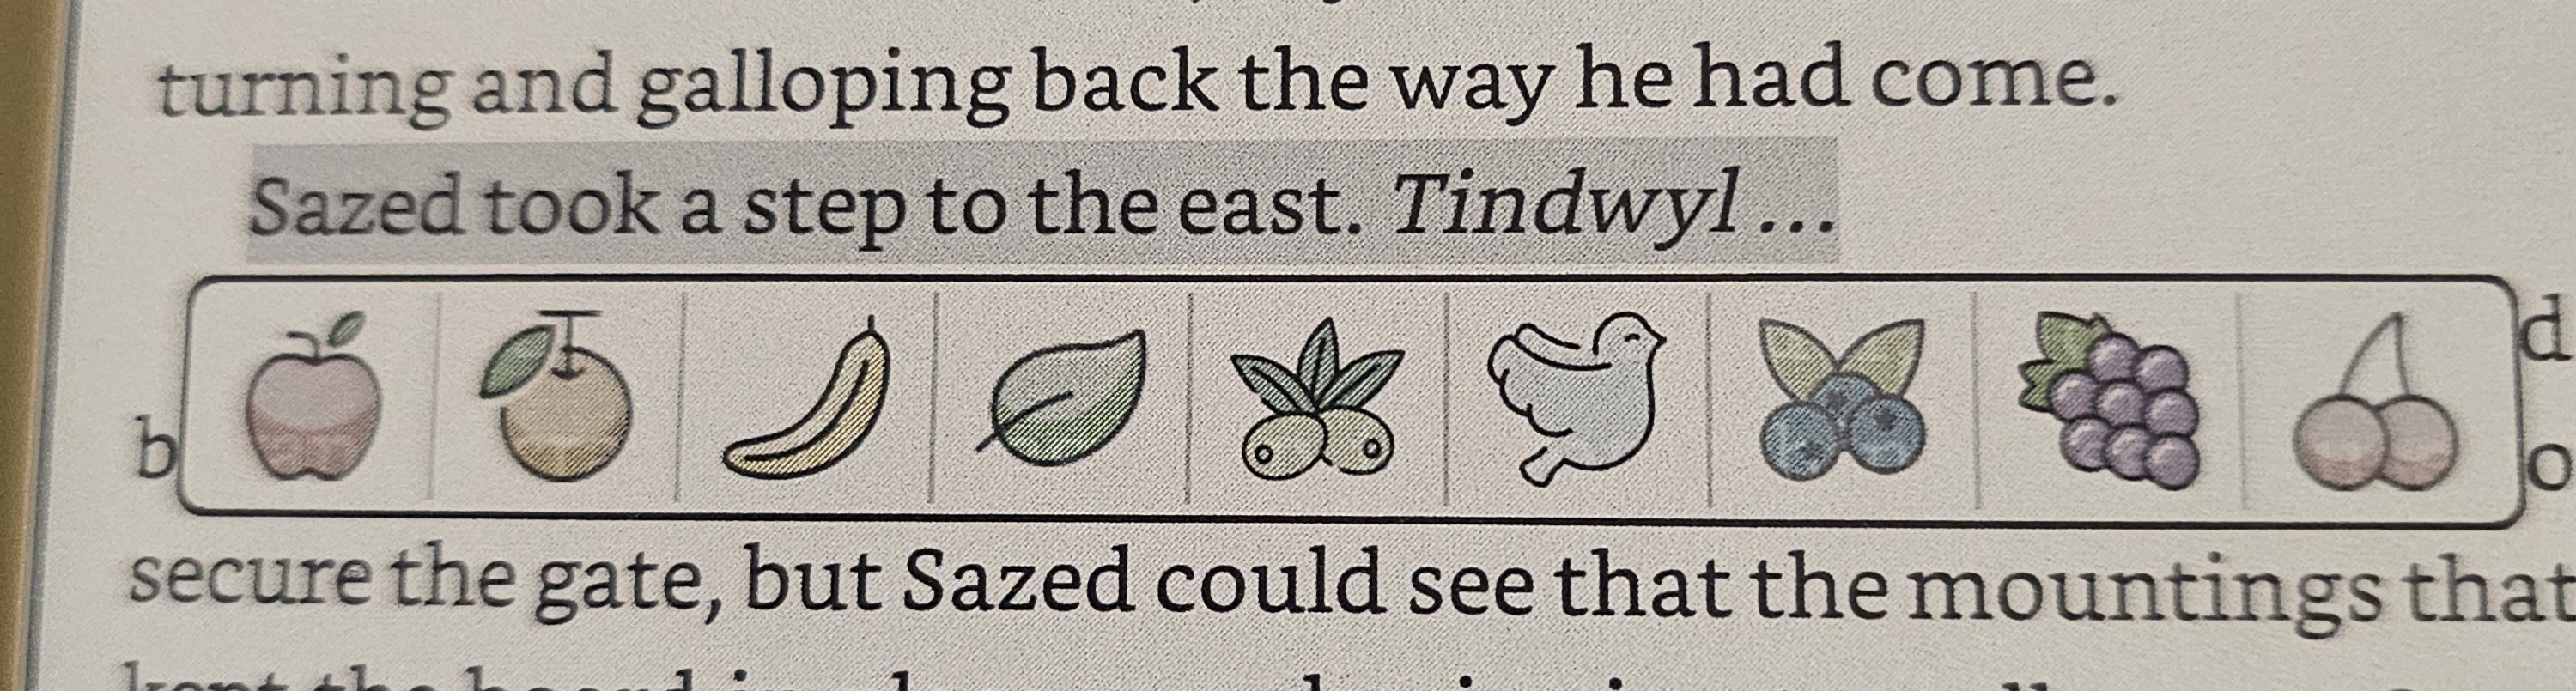 turning and galloping back the way he had come.
Sazed took a step to the east. Tindwyl...
secure the gate, but Sazed could see that the mountings that